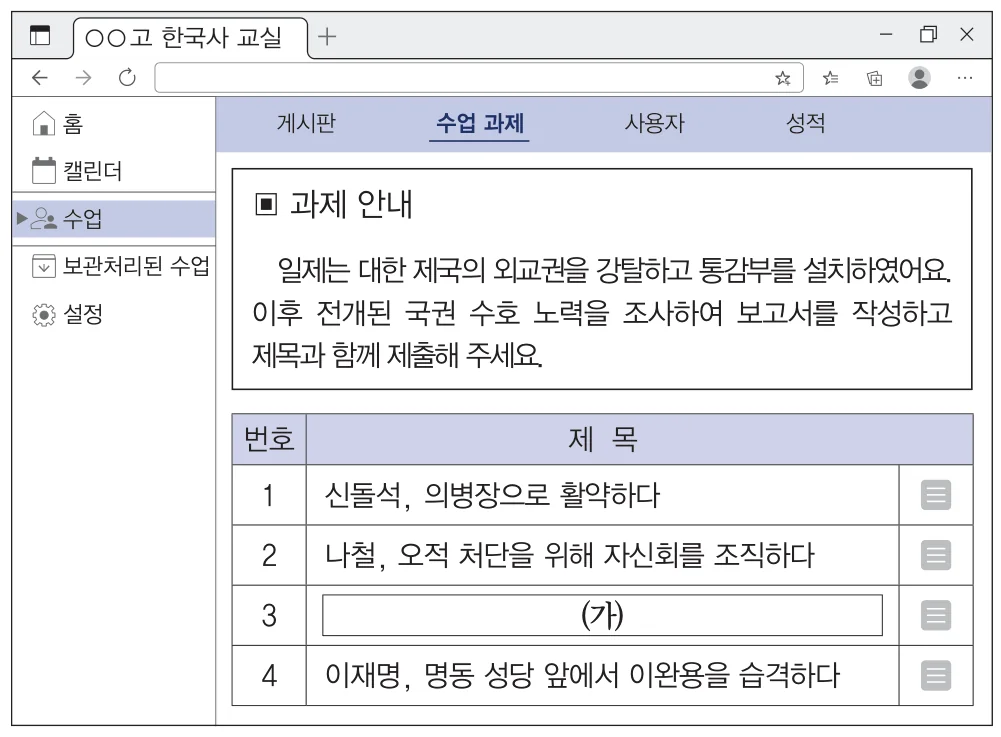 ○○고 한국사 교실
홈
캘린더
수업
보관처리된 수업
설정
게시판 수업 과제 사용자 성적
▣ 과제 안내
일제는 대한 제국의 외교권을 강탈하고 통감부를 설치하였어요.
이후 전개된 국권 수호 노력을 조사하여 보고서를 작성하고
제목과 함께 제출해 주세요.
번호 제 목
1 신돌석, 의병장으로 활약하다
2 나철, 오적 처단을 위해 자신회를 조직하다
3 (가)
4 이재명, 명동 성당 앞에서 이완용을 습격하다